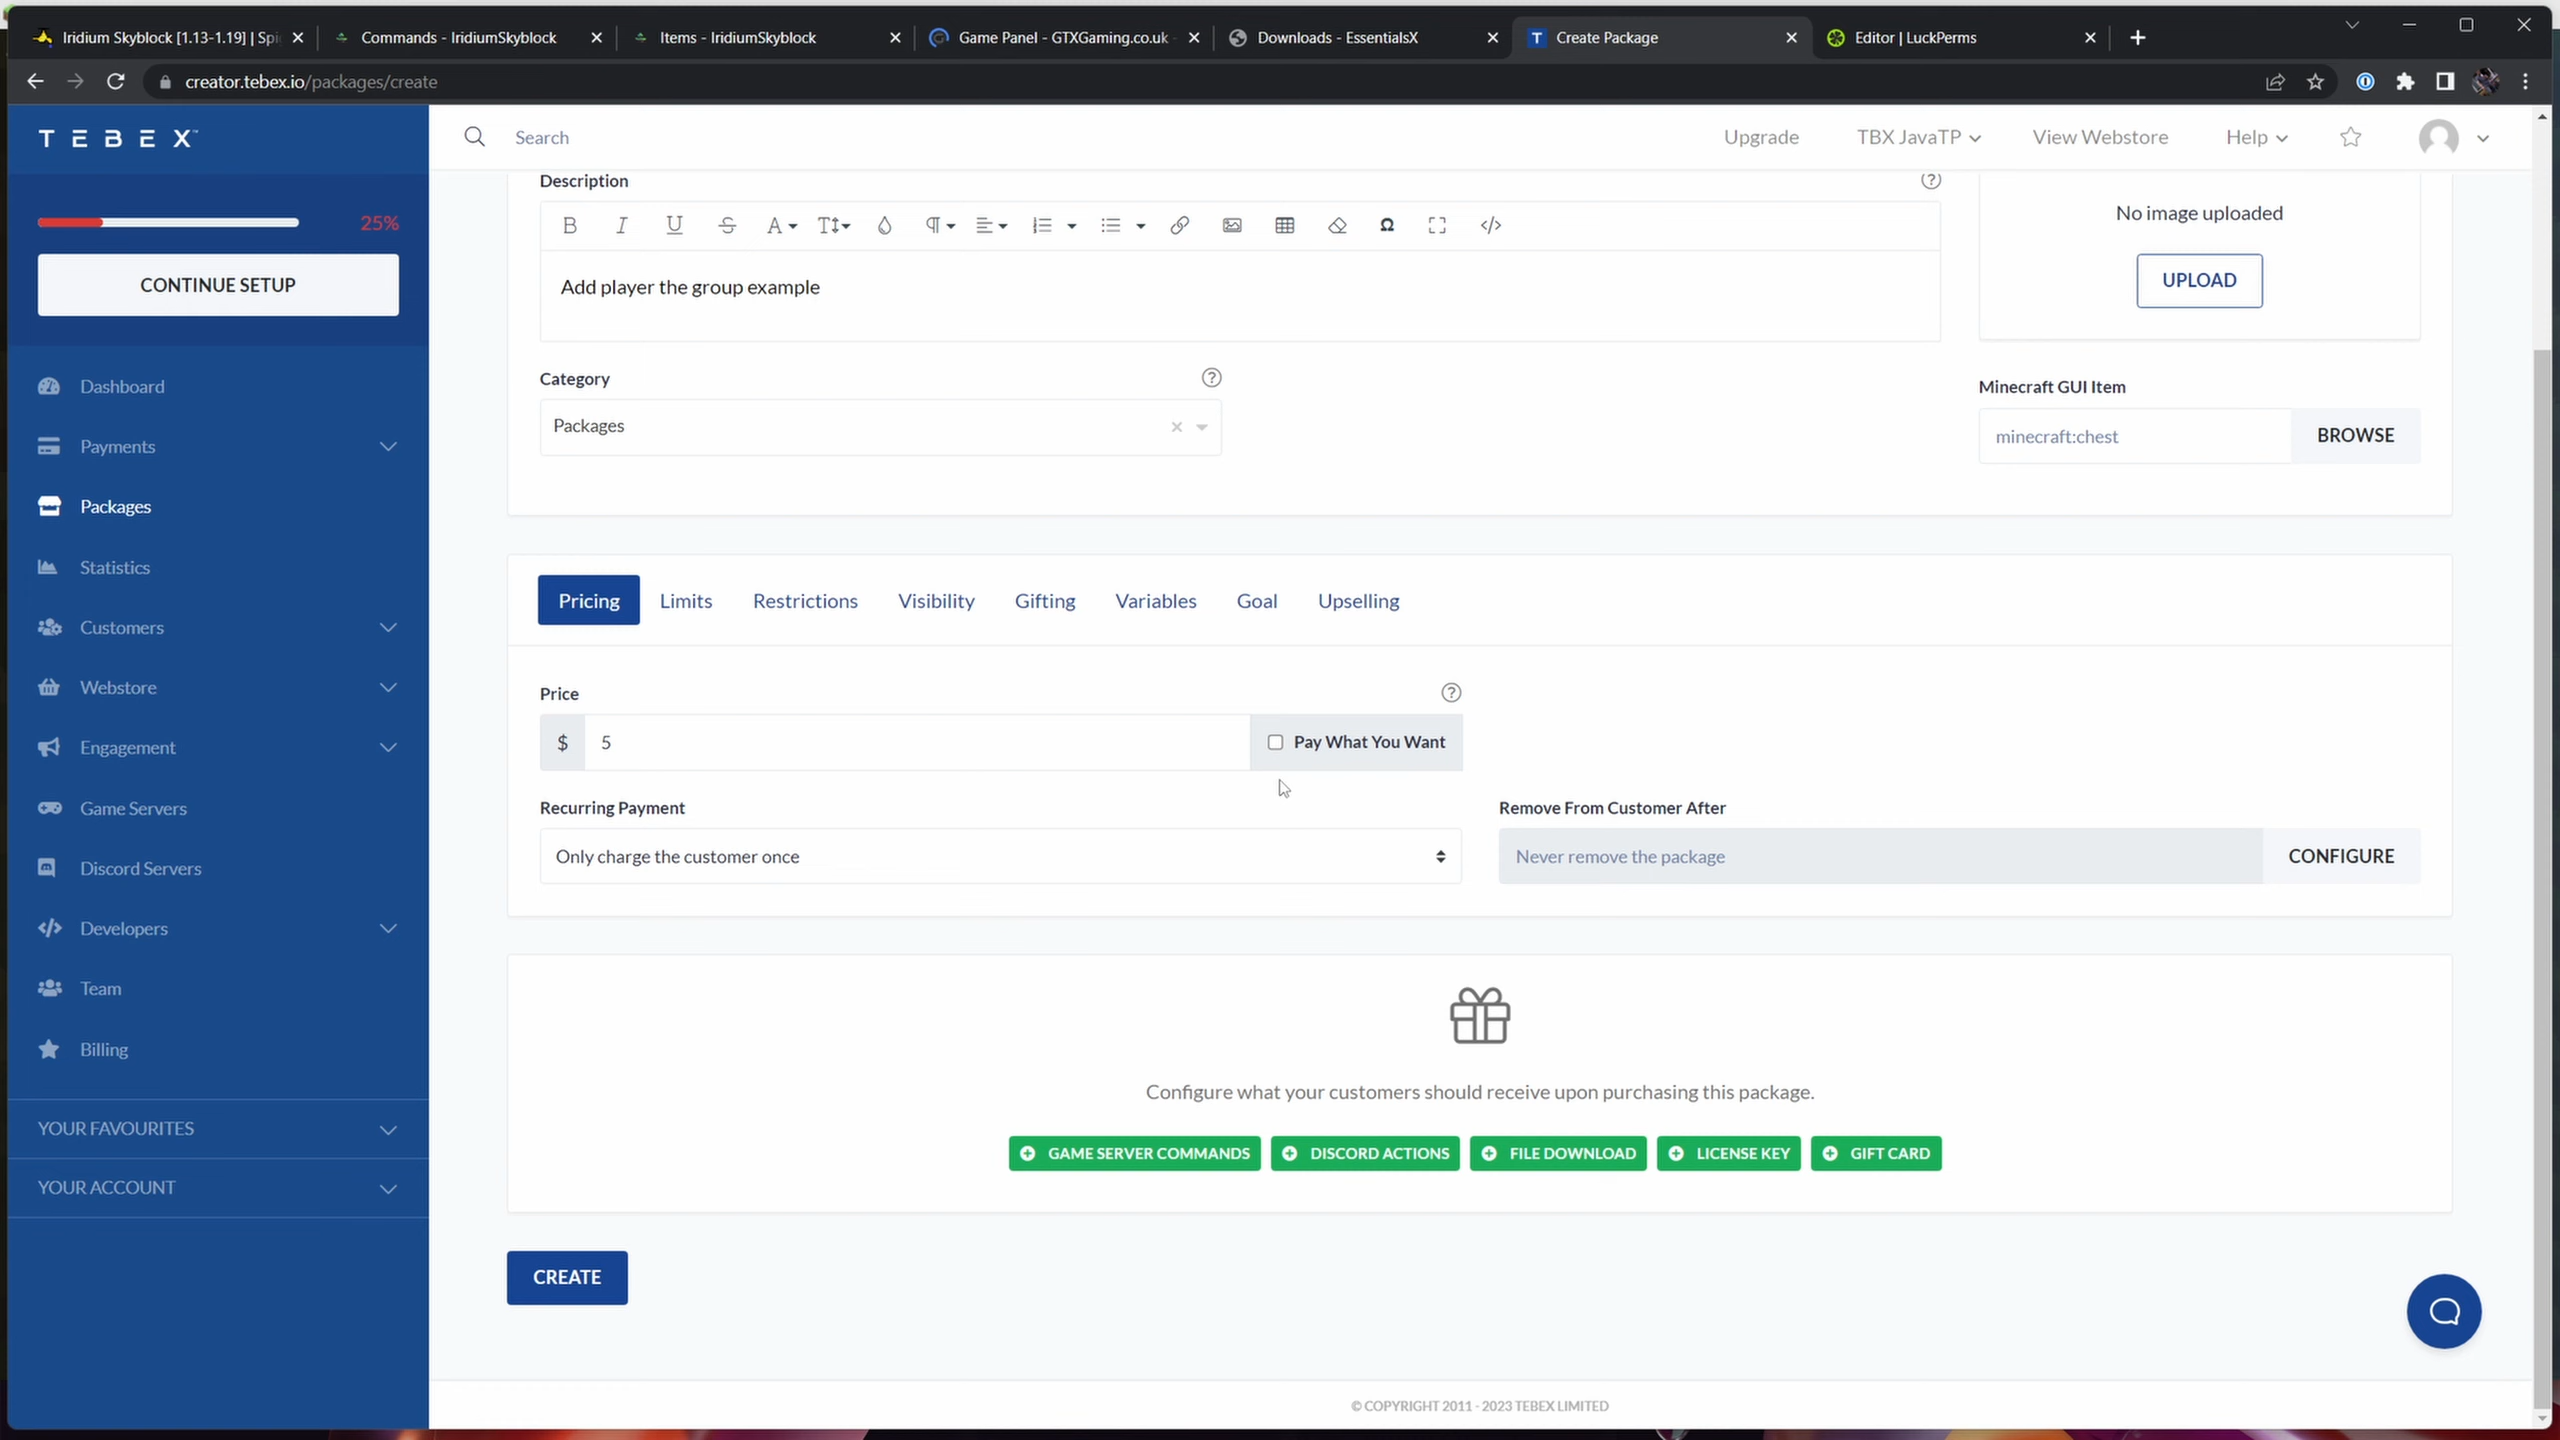 Iridium Skyblock [1.13-1.19] | Spi
Commands - IridiumSkyblock
Items - IridiumSkyblock
Game Panel - GTXGaming.co.uk
Downloads - EssentialsX
Create Package
Editor | LuckPerms
creator.tebex.io/packages/create
TEBEX™
Search
Upgrade
TBX JavaTP
View Webstore
Help
25%
CONTINUE SETUP
Dashboard
Payments
Packages
Statistics
Customers
Webstore
Engagement
Game Servers
Discord Servers
Developers
Team
Billing
YOUR FAVOURITES
YOUR ACCOUNT
Description
Add player the group example
No image uploaded
UPLOAD
Category
Packages
Minecraft GUI Item
minecraft:chest
BROWSE
Pricing
Limits
Restrictions
Visibility
Gifting
Variables
Goal
Upselling
Price
$ 5
Pay What You Want
Recurring Payment
Only charge the customer once
Remove From Customer After
Never remove the package
CONFIGURE
Configure what your customers should receive upon purchasing this package.
GAME SERVER COMMANDS
DISCORD ACTIONS
FILE DOWNLOAD
LICENSE KEY
GIFT CARD
CREATE
© COPYRIGHT 2011 - 2023 TEBEX LIMITED